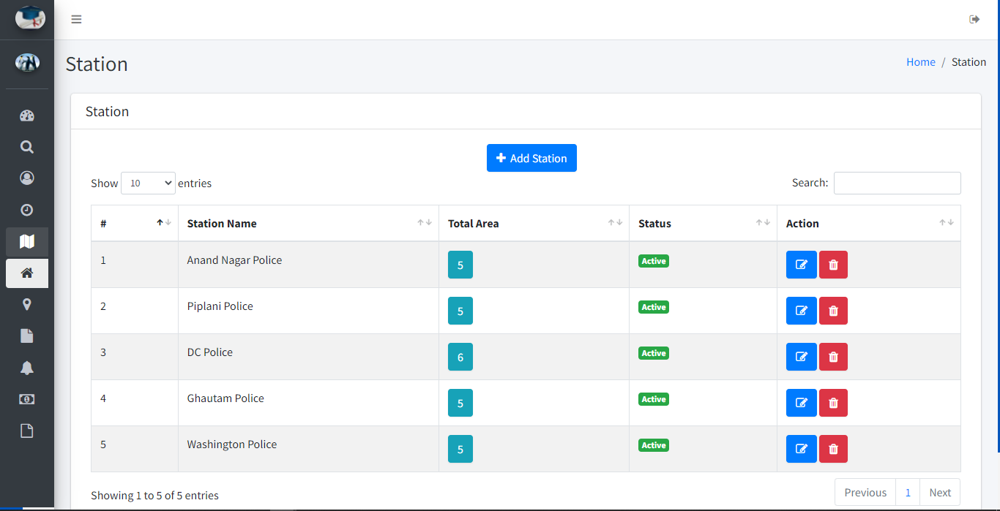 Station
Home / Station
Station
Add Station
Show 10 entries
Search:
# Station Name Total Area Status Action
1 Anand Nagar Police 5 Active
2 Piplani Police 5 Active
3 DC Police 6 Active
4 Ghautam Police 5 Active
5 Washington Police 5 Active
Showing 1 to 5 of 5 entries
Previous 1 Next